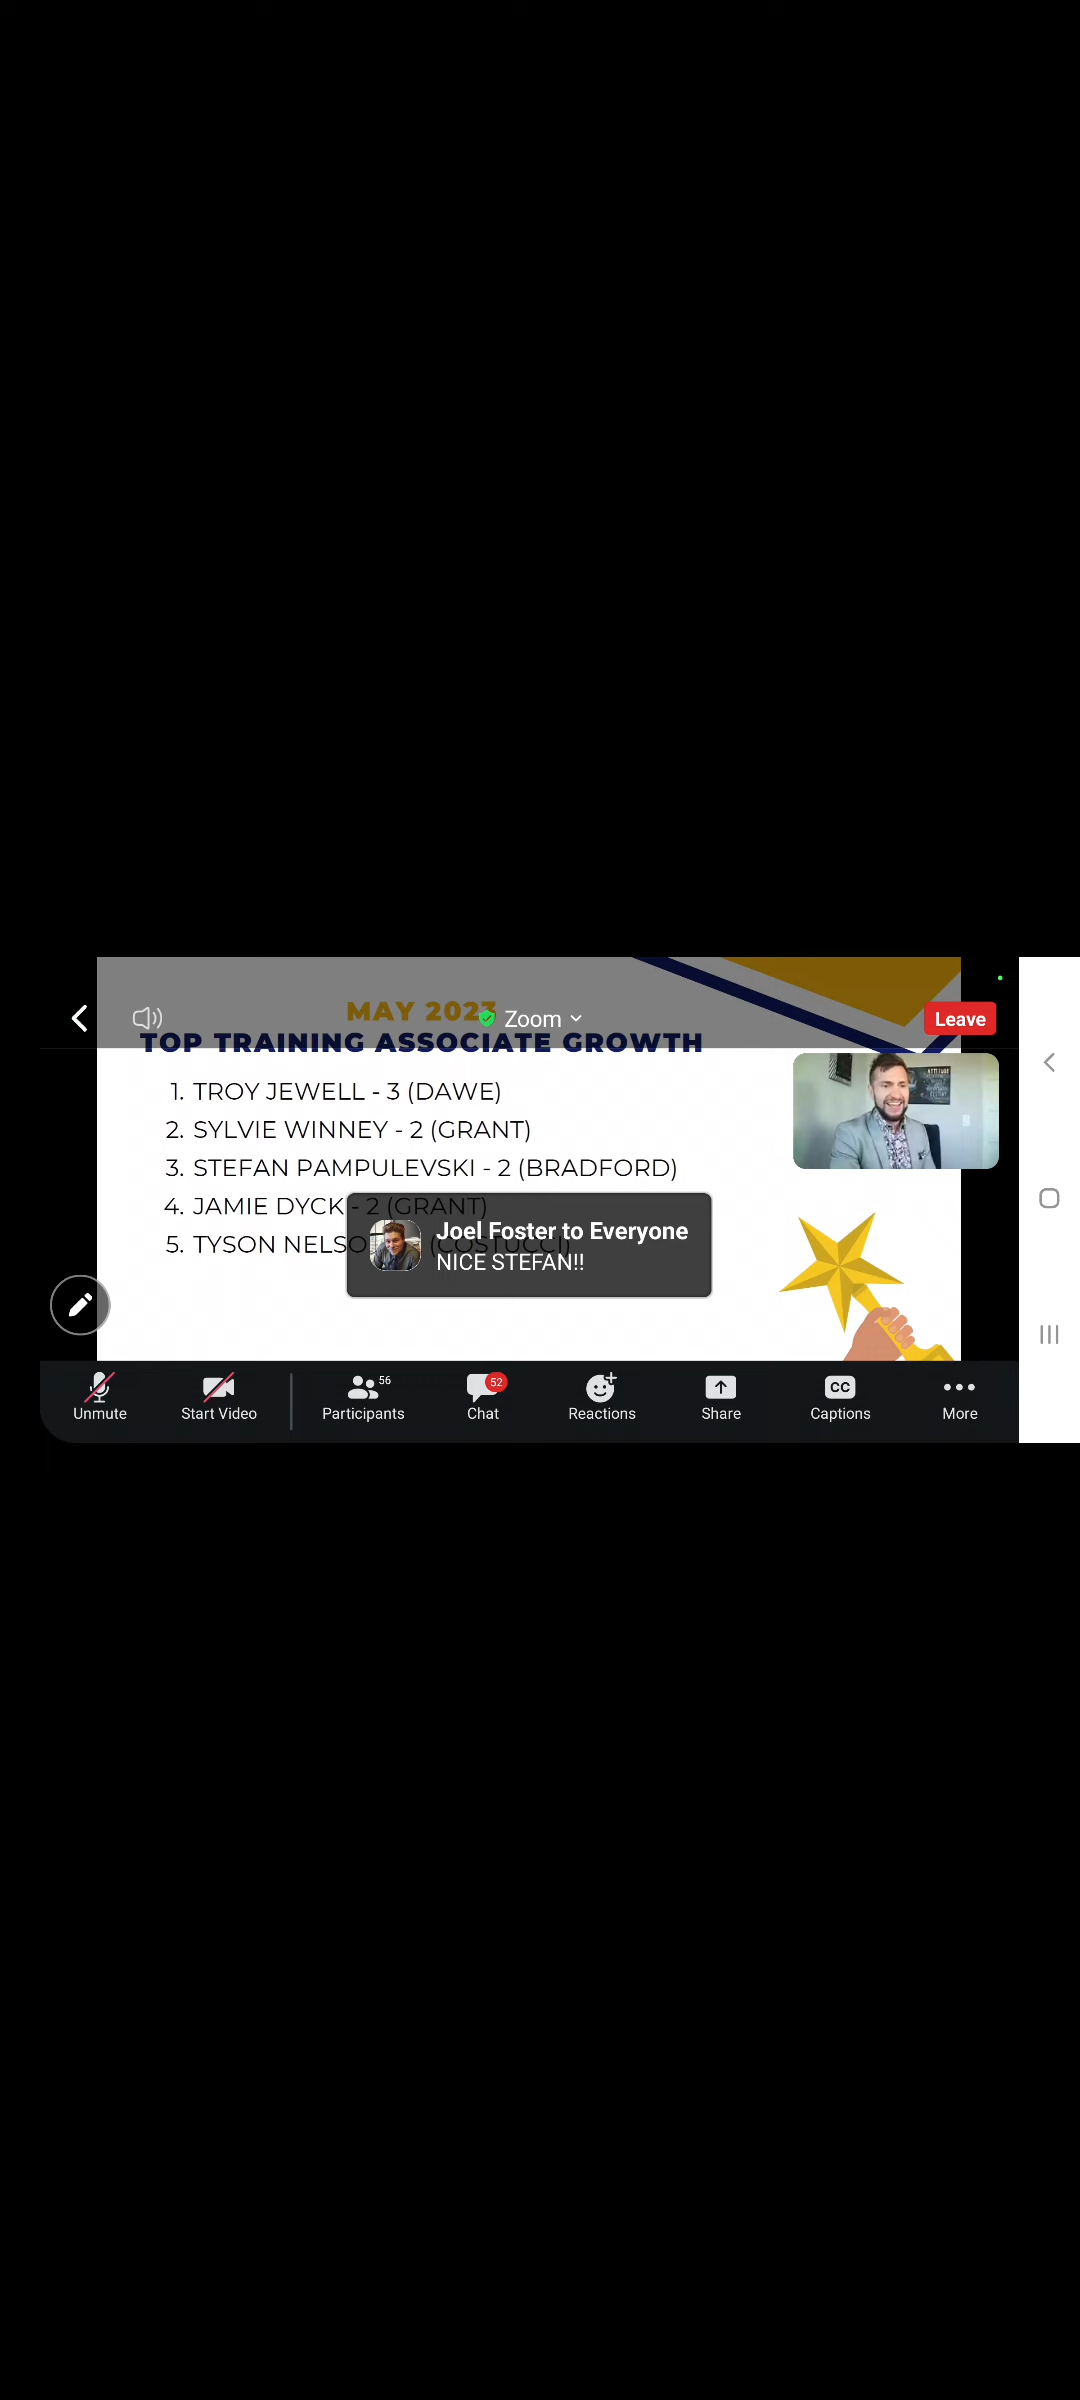 MAY 2023
Zoom
Leave
TOP TRAINING ASSOCIATE GROWTH
1. TROY JEWELL - 3 (DAWE)
2. SYLVIE WINNEY - 2 (GRANT)
3. STEFAN PAMPULEVSKI - 2 (BRADFORD)
4. JAMIE DYCK - 2 (GRANT)
5. TYSON NELSO (COSTUCCI)
Joel Foster to Everyone
NICE STEFAN!!
ATTITUDE
56
52
CC
Unmute
Start Video
Participants
Chat
Reactions
Share
Captions
More